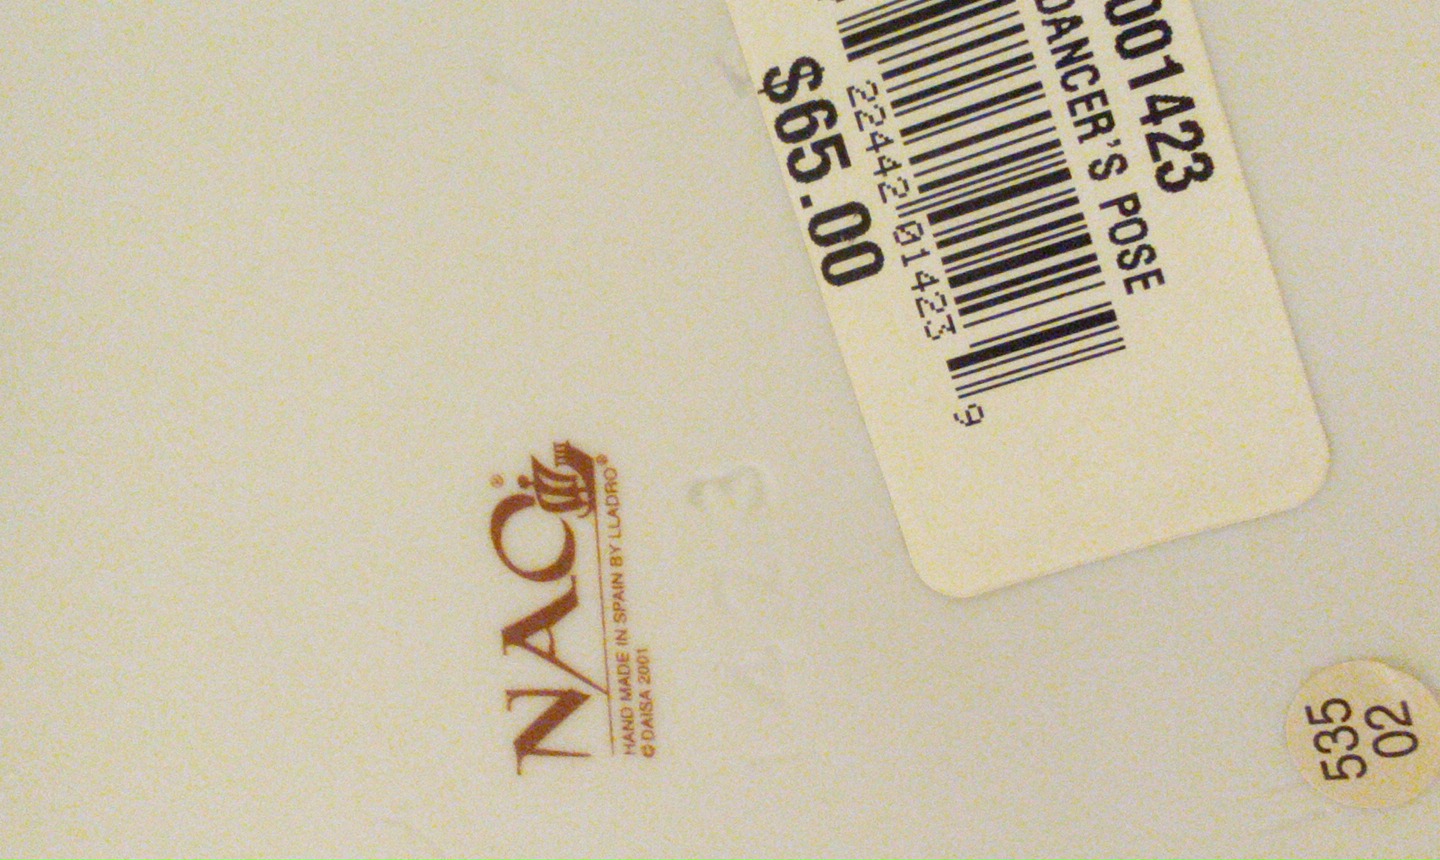 001423
DANCER'S POSE
22442 01423 9
$65.00
NAO®
HAND MADE IN SPAIN BY LLADRO®
© DAISA 2001
3
535
02